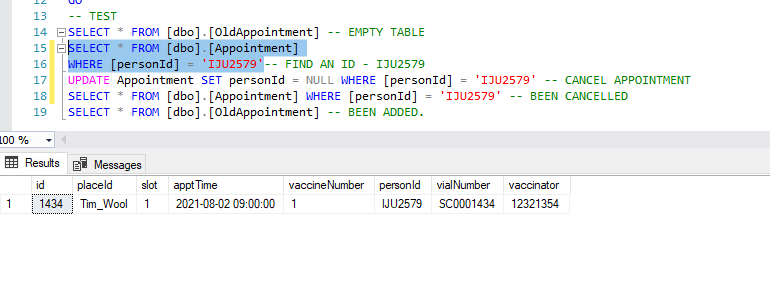 12 GO
13 -- TEST
14 SELECT * FROM [dbo].[OldAppointment] -- EMPTY TABLE
15 SELECT * FROM [dbo].[Appointment]
16 WHERE [personId] = 'IJU2579'-- FIND AN ID - IJU2579
17 UPDATE Appointment SET personId = NULL WHERE [personId] = 'IJU2579' -- CANCEL APPOINTMENT
18 SELECT * FROM [dbo].[Appointment] WHERE [personId] = 'IJU2579' -- BEEN CANCELLED
19 SELECT * FROM [dbo].[OldAppointment] -- BEEN ADDED.
100 %
Results Messages
id placeId slot apptTime vaccineNumber personId vialNumber vaccinator
1 1434 Tim_Wool 1 2021-08-02 09:00:00 1 IJU2579 SC0001434 12321354